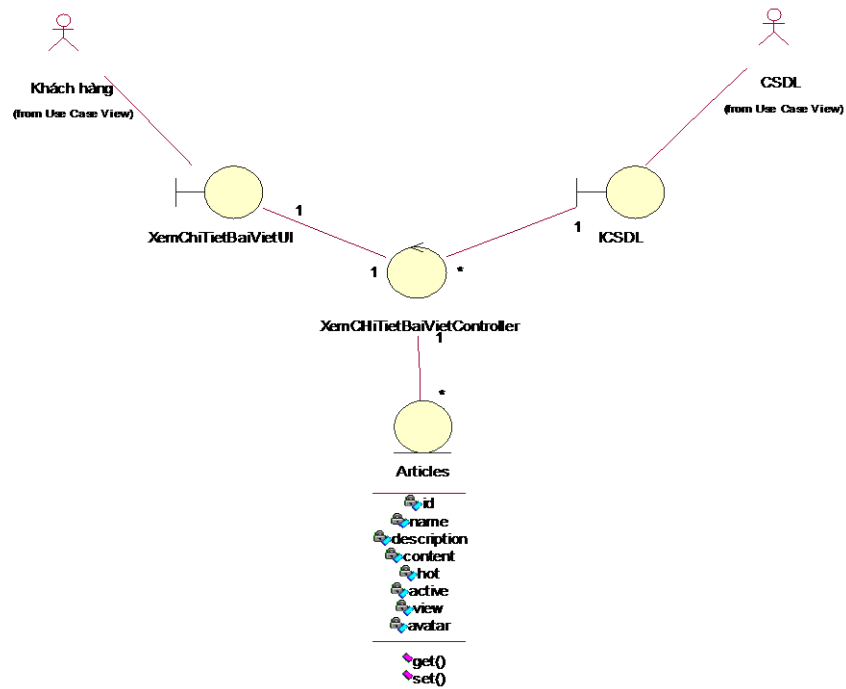 Khách hàng
(from Use Case View)
CSDL
(from Use Case View)
XemChiTietBaiVietUI
1
ICSDL
1
1
*
XemCHiTietBaiVietController
1
*
Articles
id
name
description
content
hot
active
view
avatar
get()
set()